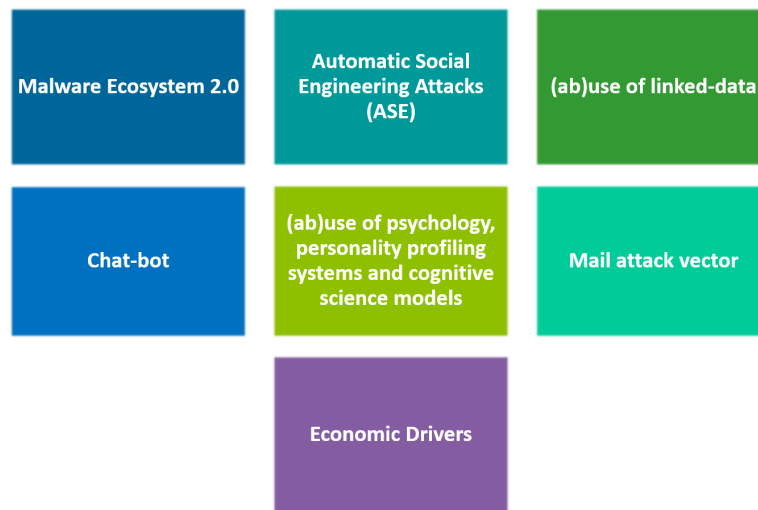 Malware Ecosystem 2.0
Automatic Social
Engineering Attacks
(ASE)
(ab)use of linked-data
Chat-bot
(ab)use of psychology,
personality profiling
systems and cognitive
science models
Mail attack vector
Economic Drivers